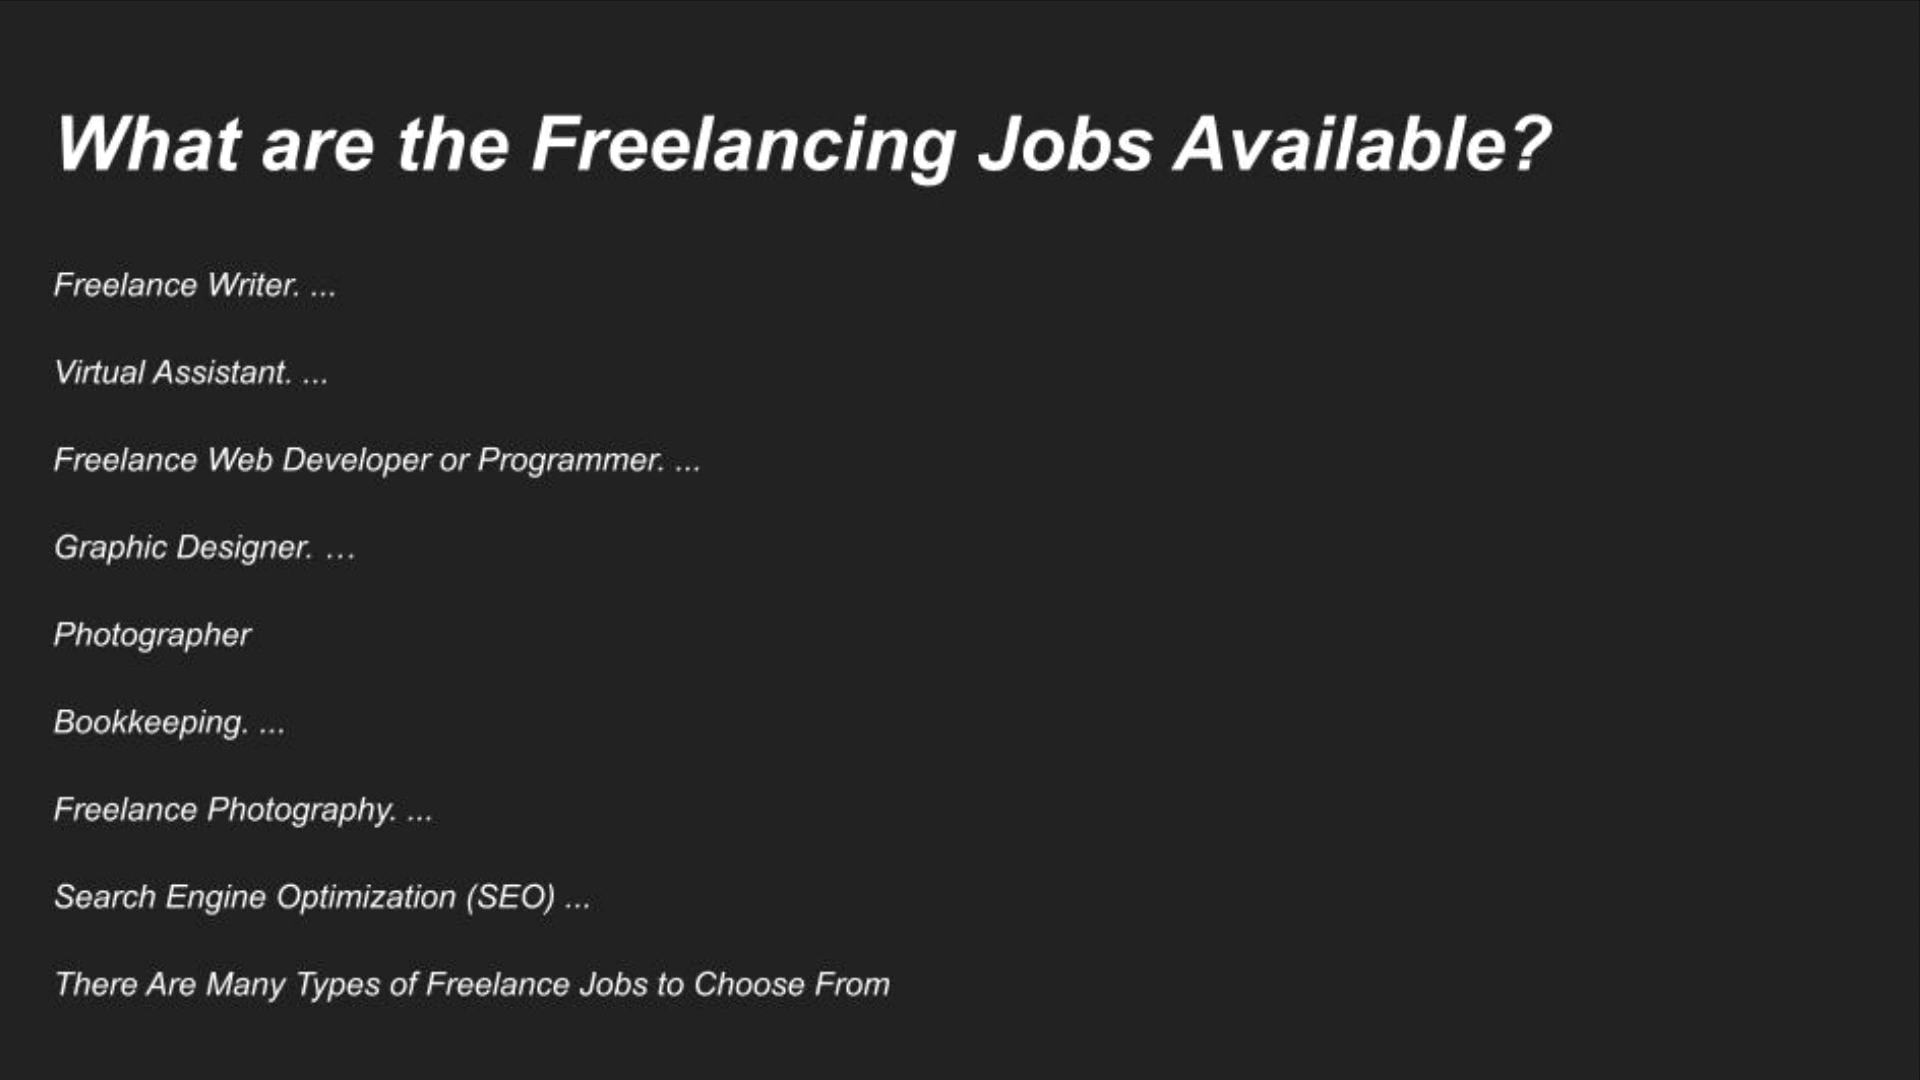 What are the Freelancing Jobs Available?
Freelance Writer. ...
Virtual Assistant. ...
Freelance Web Developer or Programmer. ...
Graphic Designer. …
Photographer
Bookkeeping. ...
Freelance Photography. ...
Search Engine Optimization (SEO) ...
There Are Many Types of Freelance Jobs to Choose From